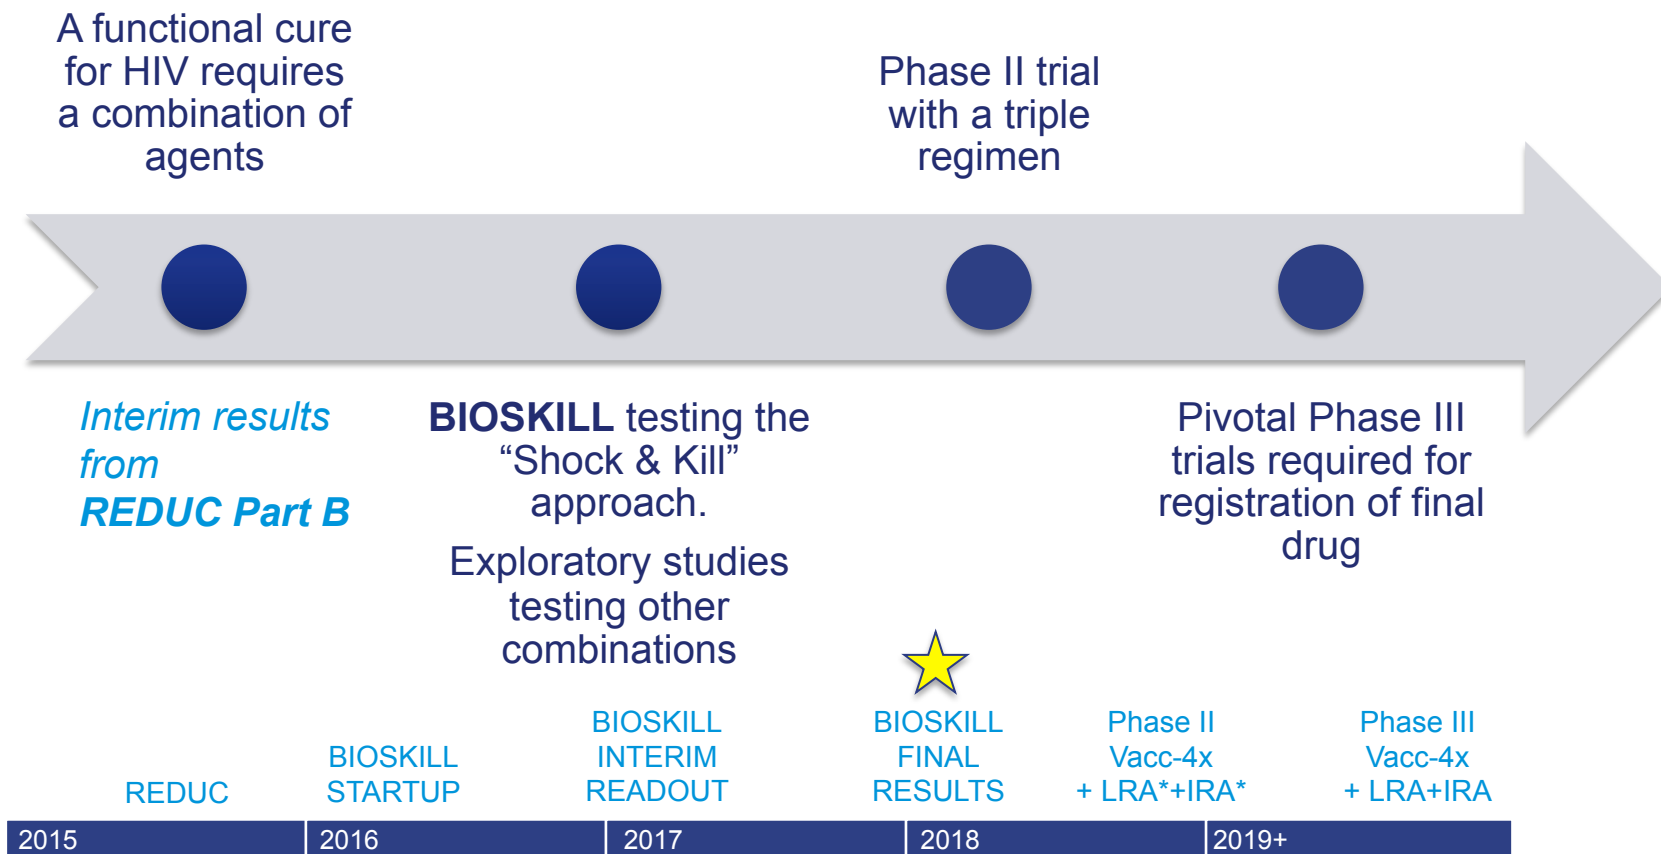 A functional cure
for HIV requires
a combination of
agents
Phase II trial
with a triple
regimen
Interim results
from
REDUC Part B
BIOSKILL testing the
“Shock & Kill”
approach.
Exploratory studies
testing other
combinations
Pivotal Phase III
trials required for
registration of final
drug
REDUC
BIOSKILL
STARTUP
BIOSKILL
INTERIM
READOUT
BIOSKILL
FINAL
RESULTS
Phase II
Vacc-4x
+ LRA*+IRA*
Phase III
Vacc-4x
+ LRA+IRA
2015
2016
2017
2018
2019+